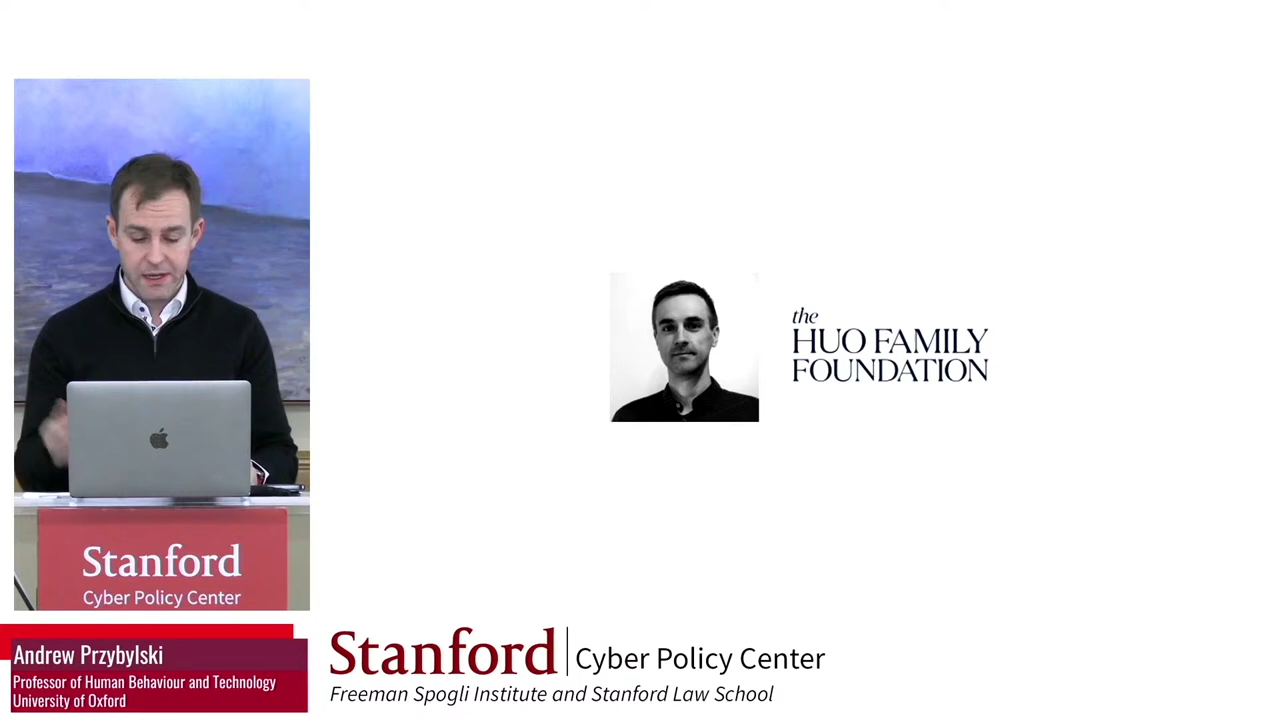 the
HUO FAMILY
FOUNDATION
Stanford
Cyber Policy Center
Andrew Przybylski
Professor of Human Behaviour and Technology
University of Oxford
Stanford | Cyber Policy Center
Freeman Spogli Institute and Stanford Law School